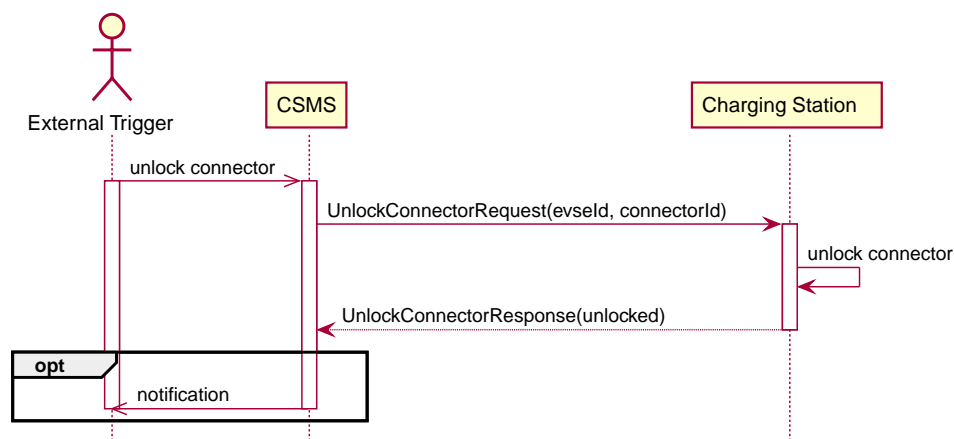 External Trigger
CSMS
Charging Station
unlock connector
UnlockConnectorRequest(evseId, connectorId)
unlock connector
UnlockConnectorResponse(unlocked)
opt
notification